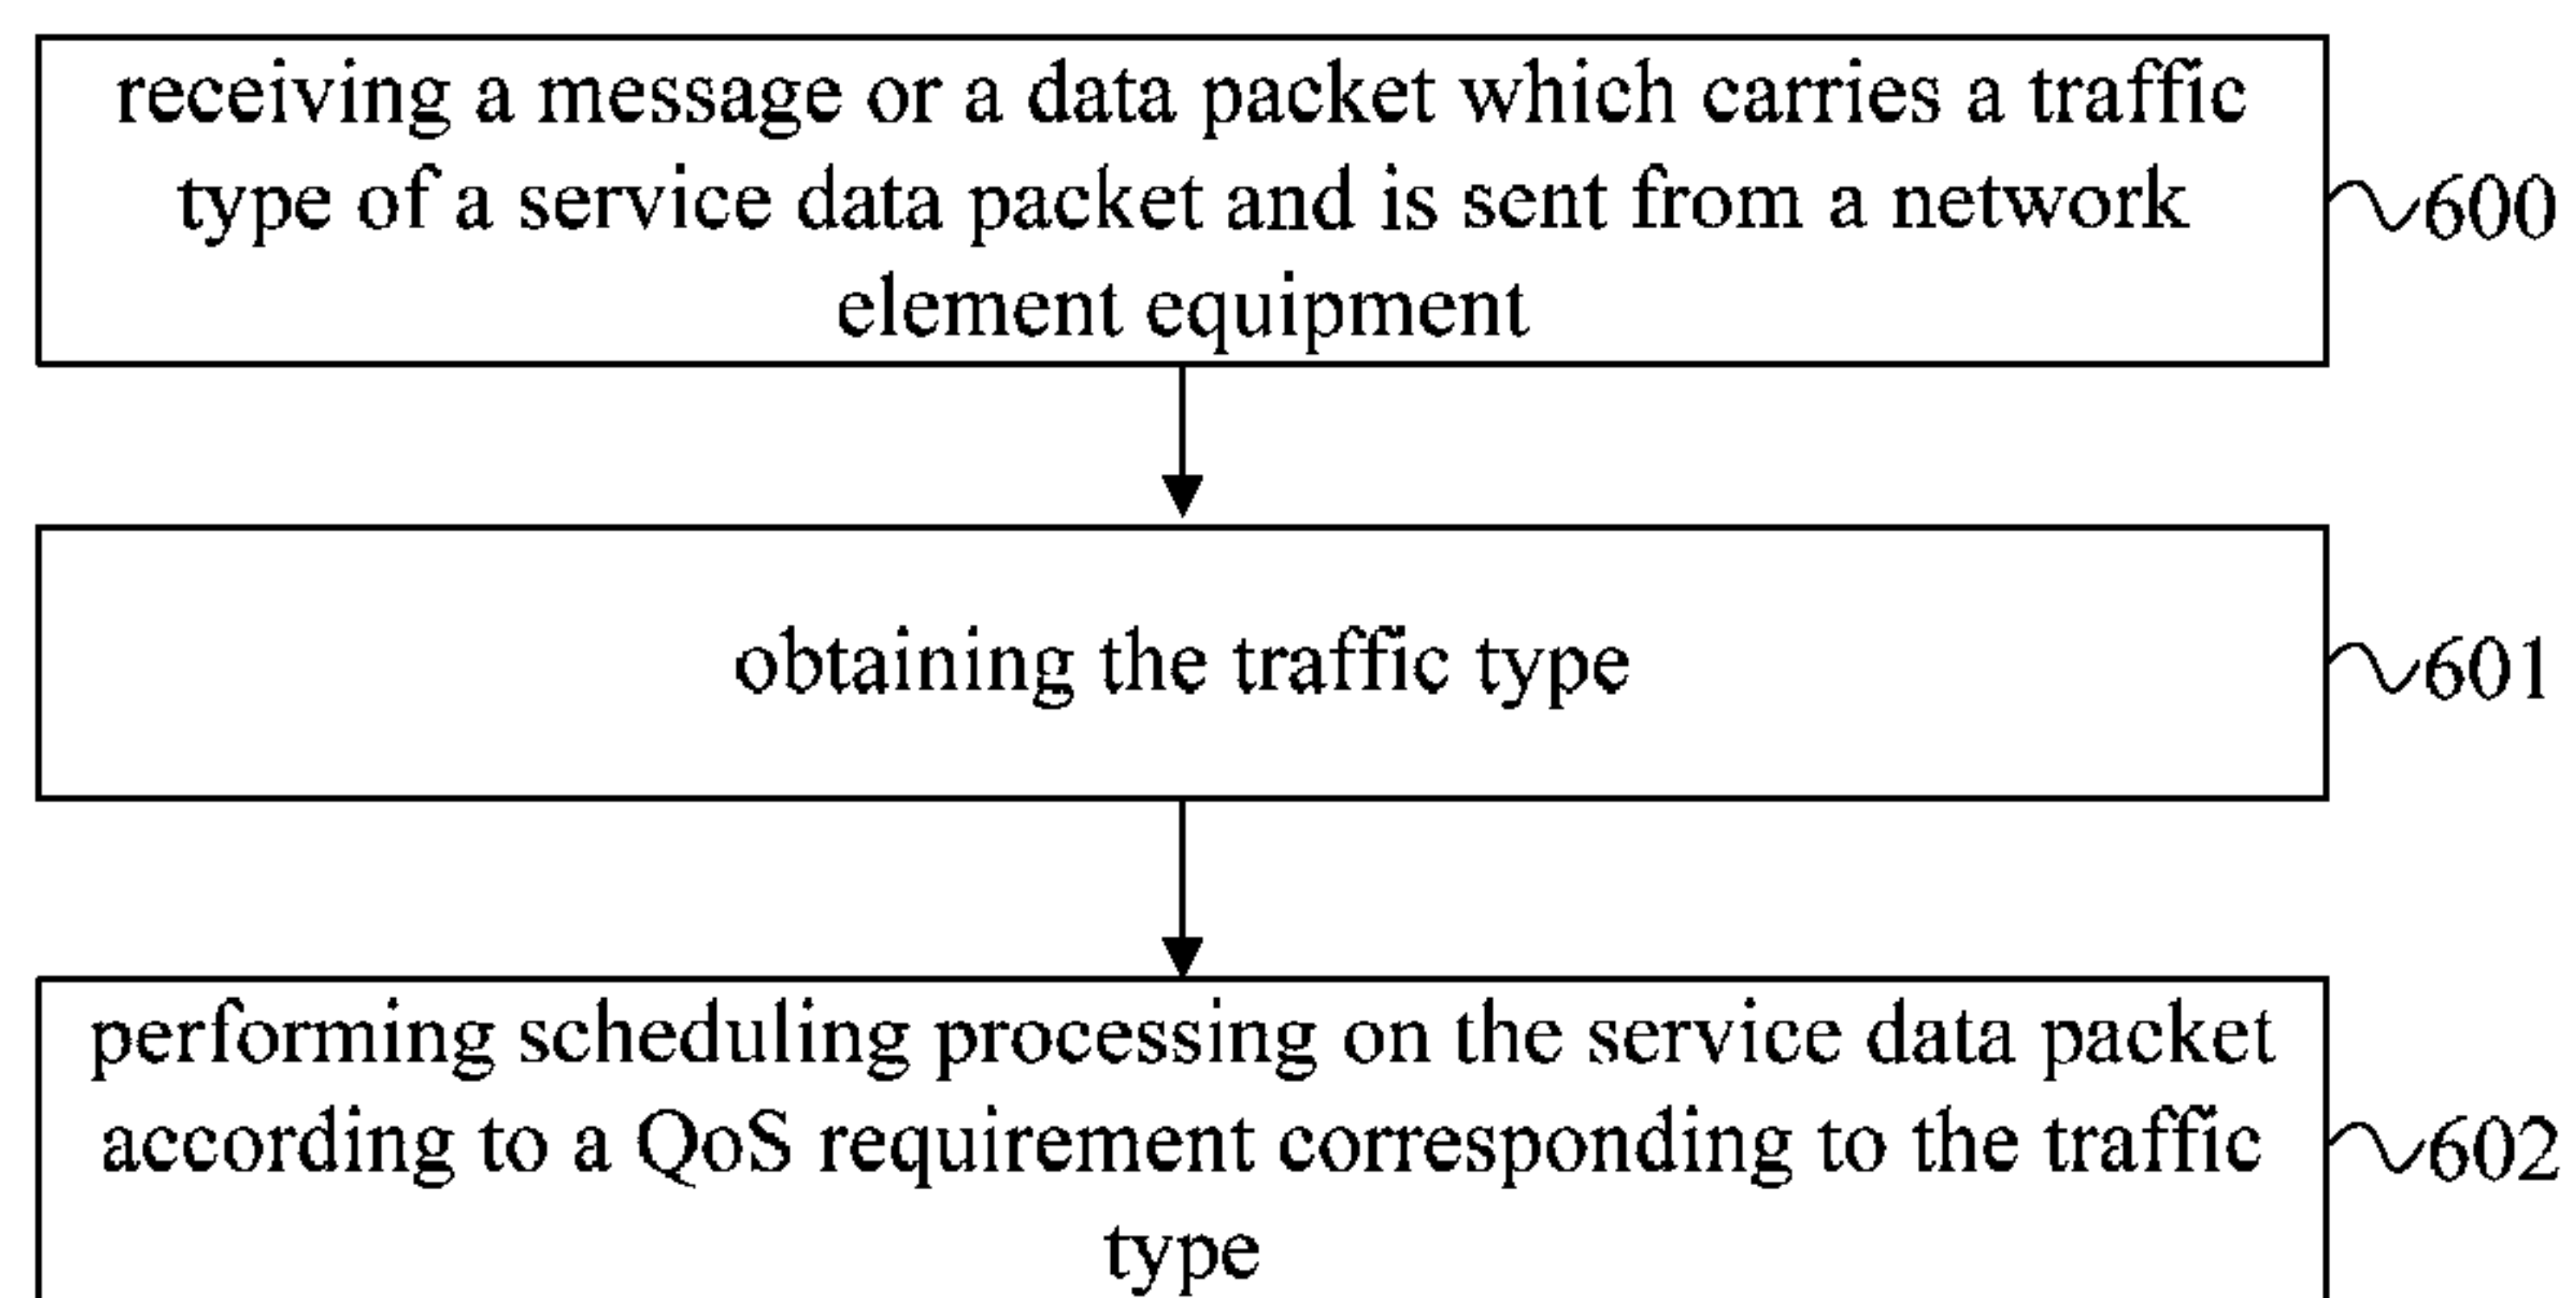 receiving a message or a data packet which carries a traffic
type of a service data packet and is sent from a network
element equipment
600
obtaining the traffic type
601
performing scheduling processing on the service data packet
according to a QoS requirement corresponding to the traffic
type
602